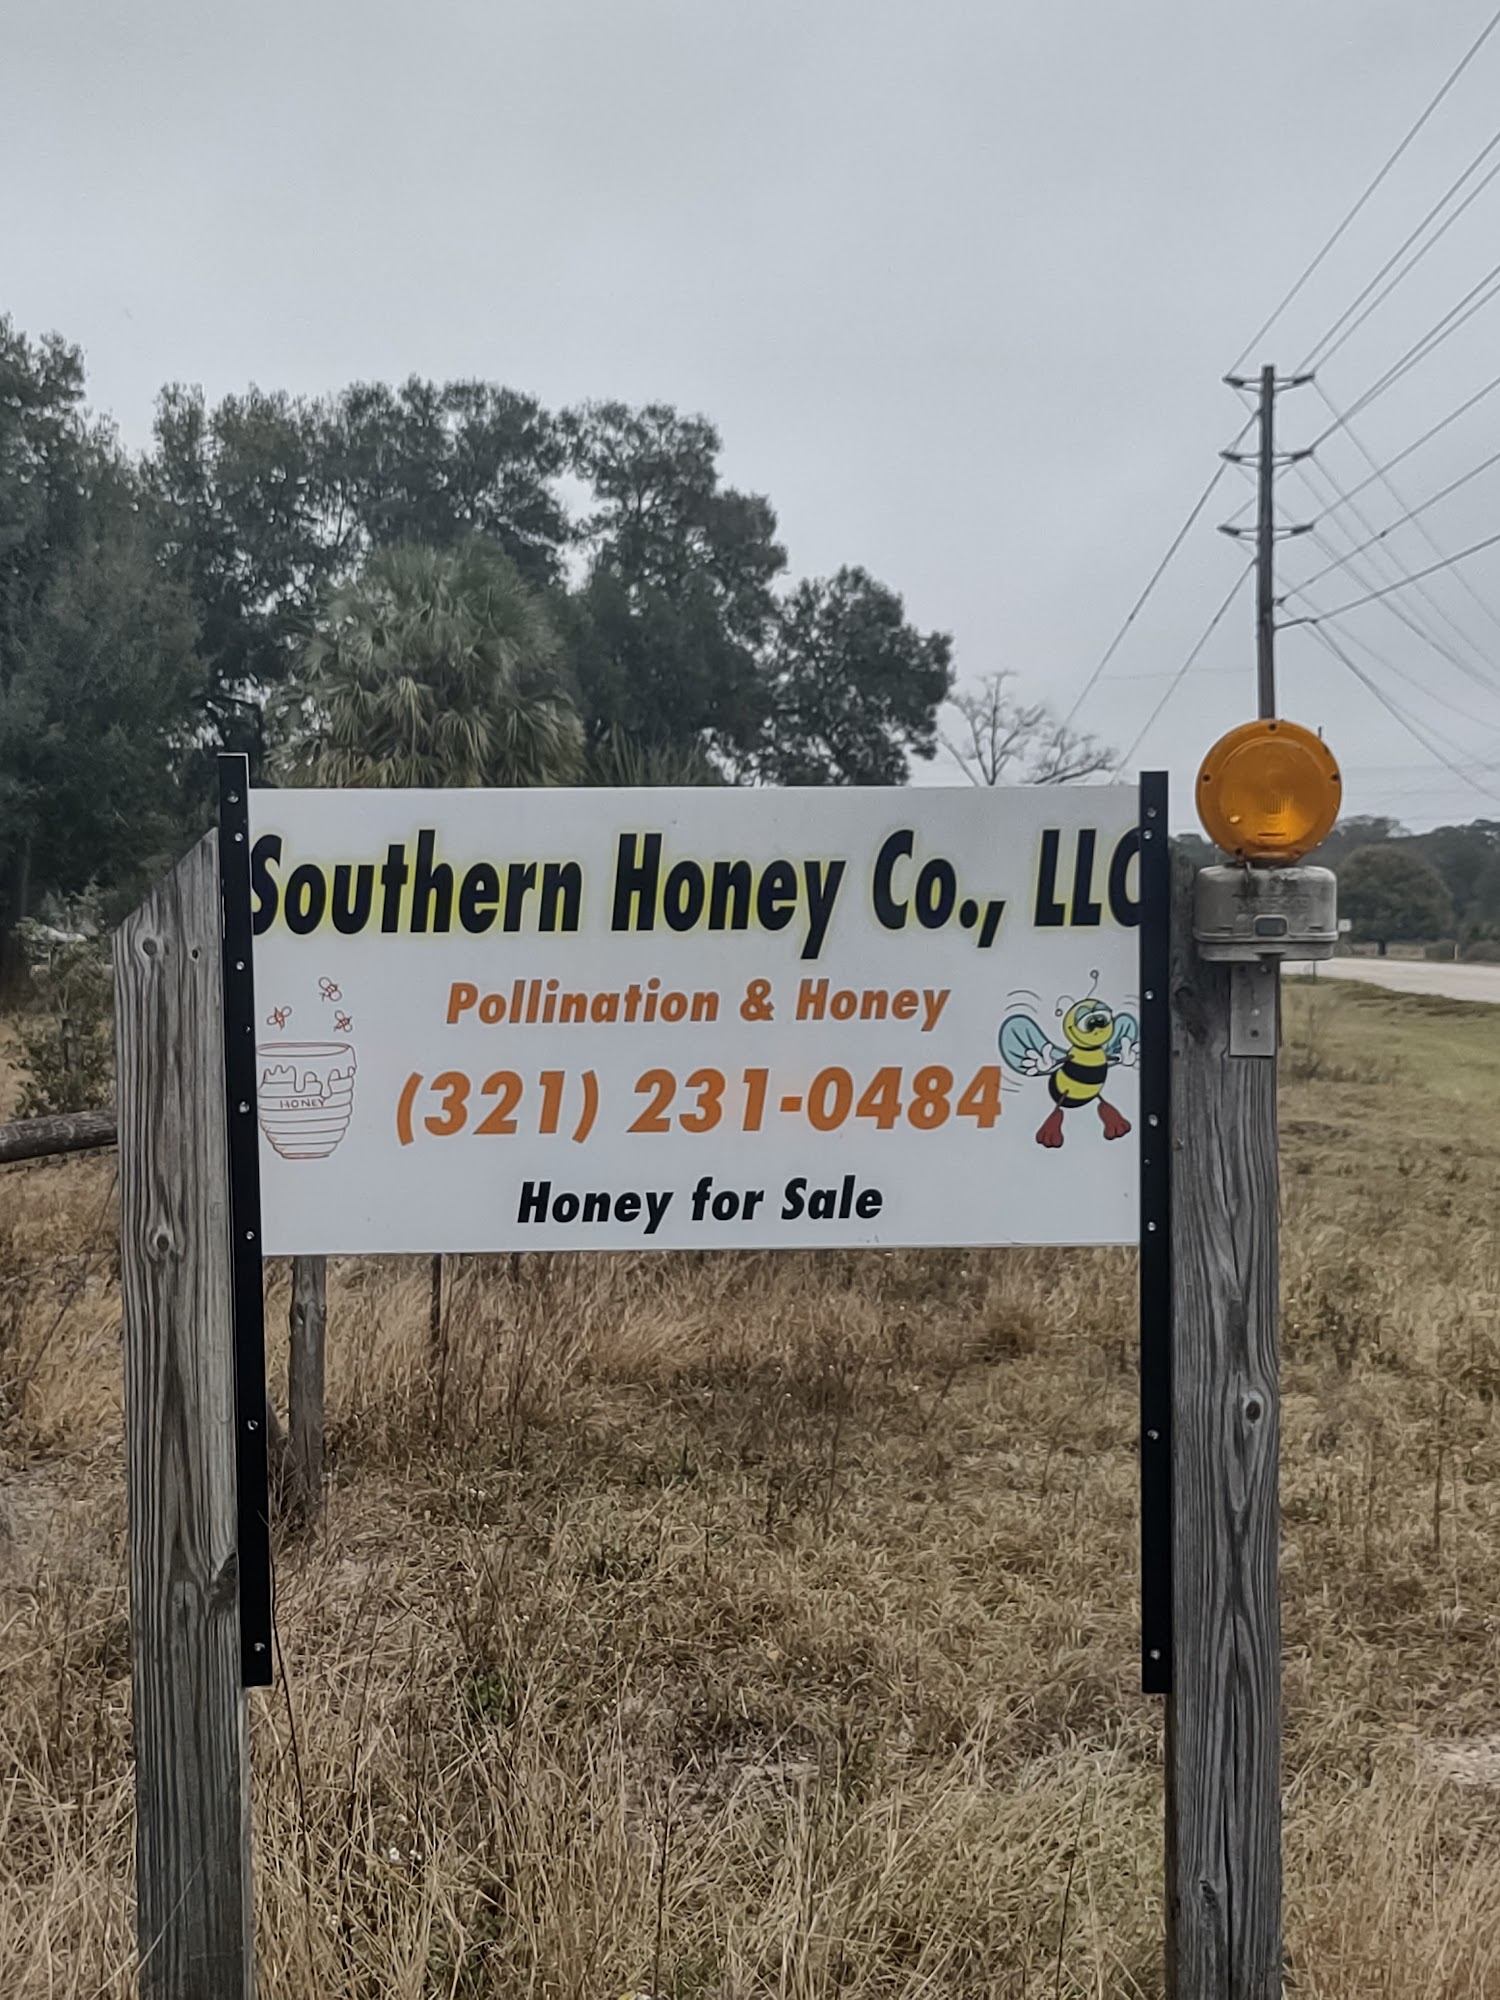 Southern Honey Co., LLC
Pollination & Honey
HONEY
(321) 231-0484
Honey for Sale